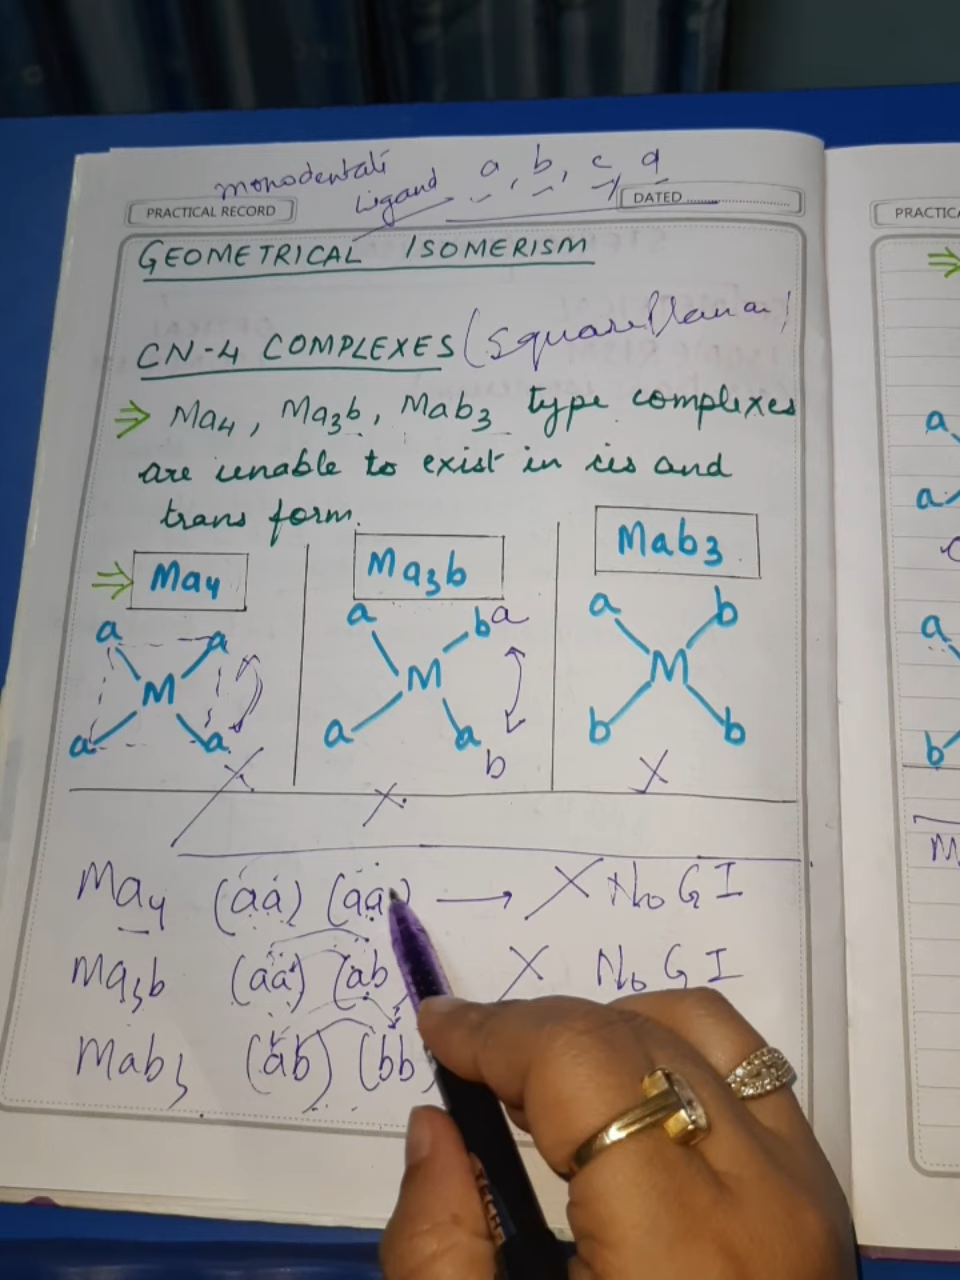 monodentate
Ligand a, b, c, d
PRACTICAL RECORD
DATED
PRACTICA
GEOMETRICAL ISOMERISM
CN-4 COMPLEXES (Square Planar)
⇒ Ma4, Ma3b, Mab3 type complexes
are unable to exist in cis and
trans form.
⇒ Ma4
Ma3b
Mab3
a a
M
a a
a b a
M
a a
b
a b
M
b b
X X X
Ma4 (aa) (aa) → X No GI
Ma3b (aa) (ab X No GI
Mab3 (ab) (bb
⇒
a
a
a
b
M